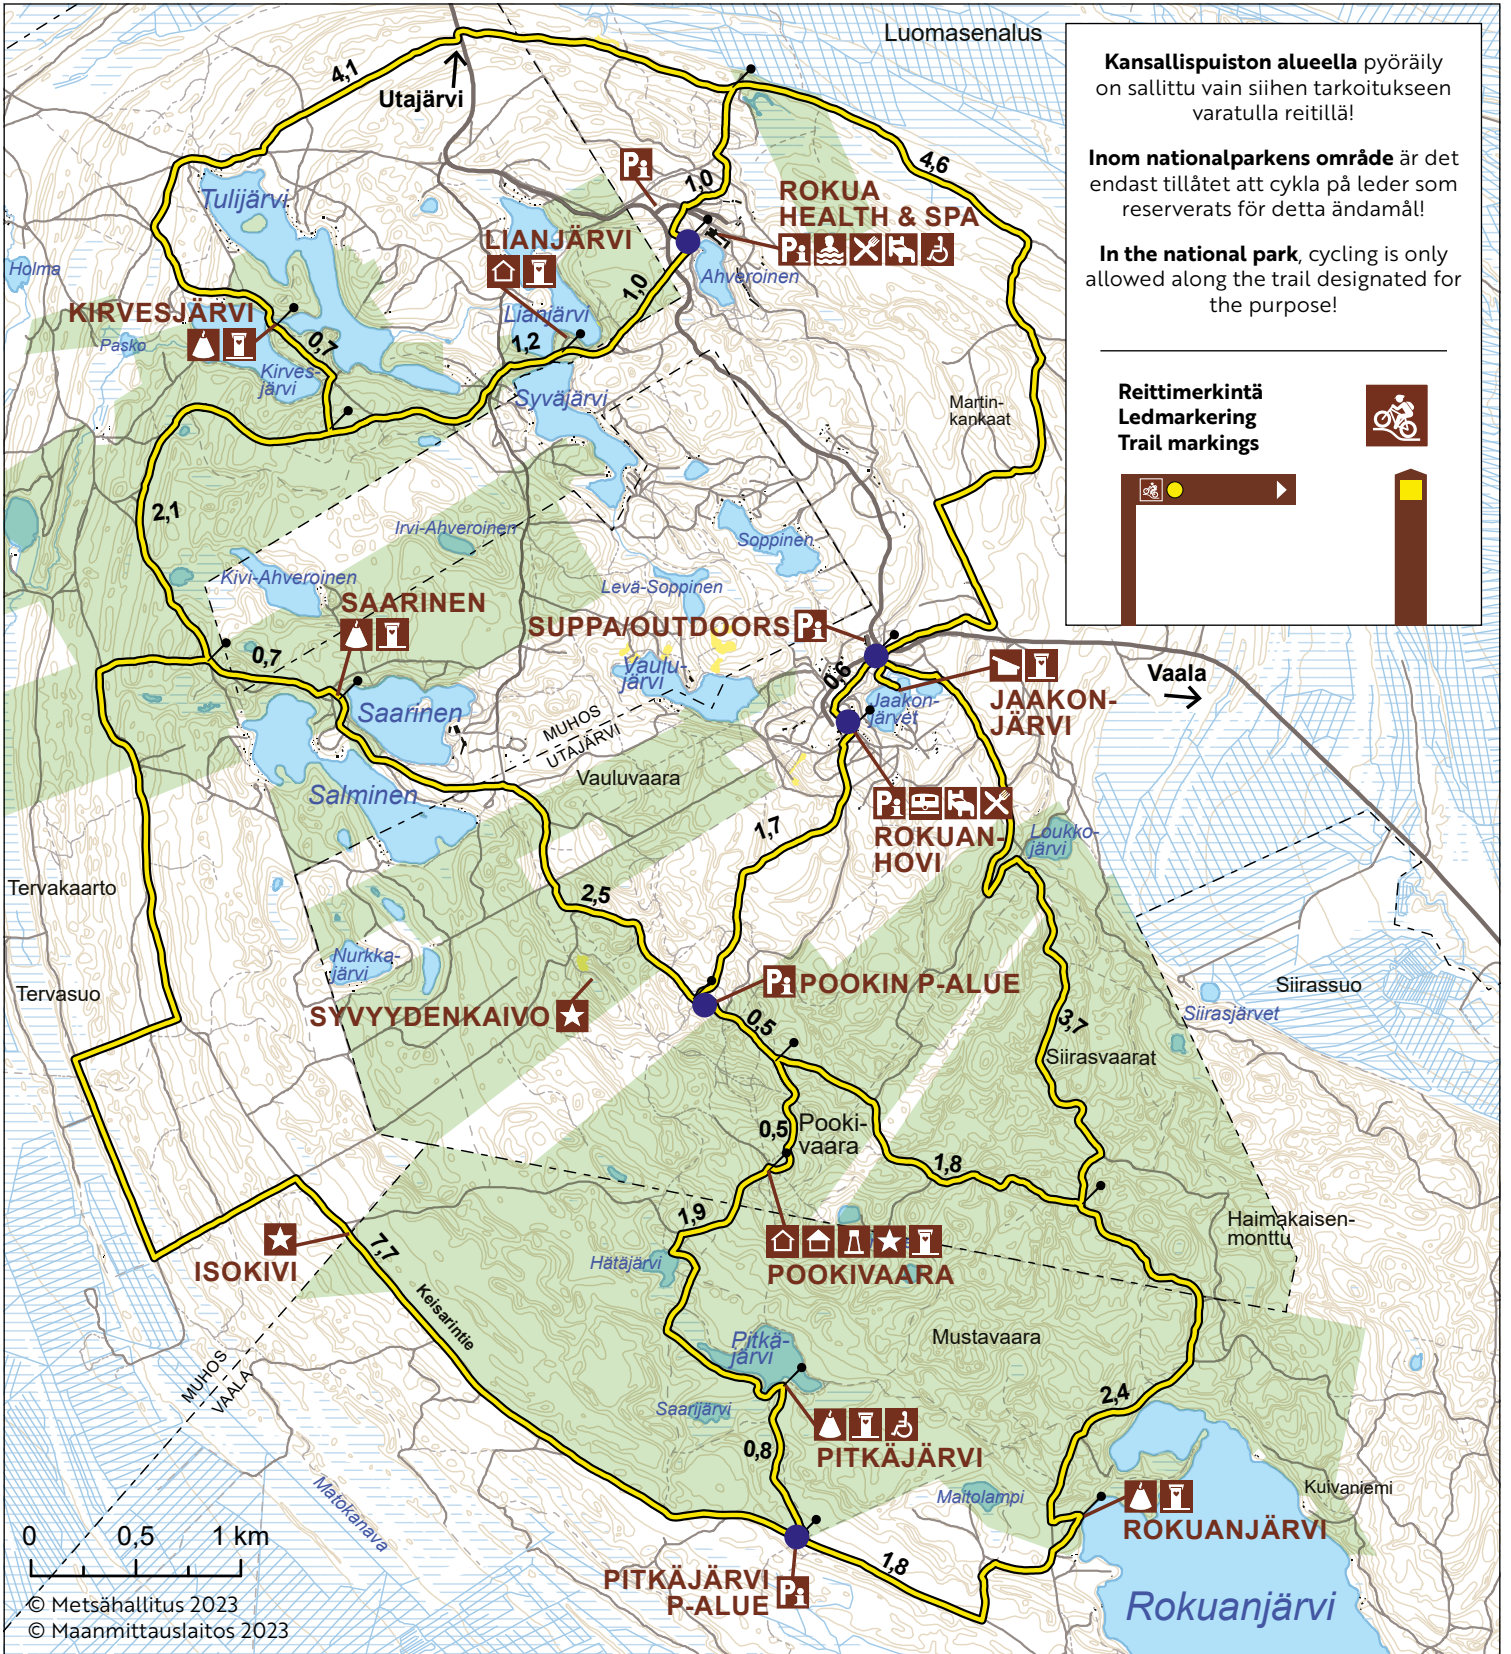 Luomasenalus
Kansallispuiston alueella pyöräily
on sallittu vain siihen tarkoitukseen
varatulla reitillä!
Inom nationalparkens område är det
endast tillåtet att cykla på leder som
reserverats för detta ändamål!
In the national park, cycling is only
allowed along the trail designated for
the purpose!
Reittimerkintä
Ledmarkering
Trail markings
4,1
Utajärvi
4,6
Pi
1,0
ROKUA
HEALTH & SPA
Pi
Tulijärvi
LIANJÄRVI
Ahveroinen
Holma
1,0
KIRVESJÄRVI
Lianjärvi
Pasko
0,7
1,2
Kirves-
järvi
Syväjärvi
Martin-
kankaat
2,1
Irvi-Ahveroinen
Soppinen
Kivi-Ahveroinen
Levä-Soppinen
SAARINEN
SUPPA/OUTDOORS Pi
0,7
Vaulu-
järvi
0,6
Vaala
JAAKON-
JÄRVI
Jaakon-
järvet
Saarinen
MUHOS
UTAJÄRVI
Vauluvaara
Salminen
Pi
ROKUAN-
HOVI
1,7
Loukko-
järvi
Tervakaarto
2,5
Nurkka-
järvi
Tervasuo
Pi POOKIN P-ALUE
Siirassuo
SYVYYDENKAIVO
Siirasjärvet
0,5
3,7
Siirasvaarat
0,5
Pooki-
vaara
1,8
1,9
Haimakaisen-
monttu
ISOKIVI
7,7
Hätäjärvi
POOKIVAARA
Keisarintie
Pitkä-
järvi
Mustavaara
MUHOS
VAALA
2,4
Saarijärvi
0,8
PITKÄJÄRVI
Matokanava
Maitolampi
Kuivaniemi
ROKUANJÄRVI
0 0,5 1 km
1,8
PITKÄJÄRVI
P-ALUE Pi
Rokuanjärvi
© Metsähallitus 2023
© Maanmittauslaitos 2023